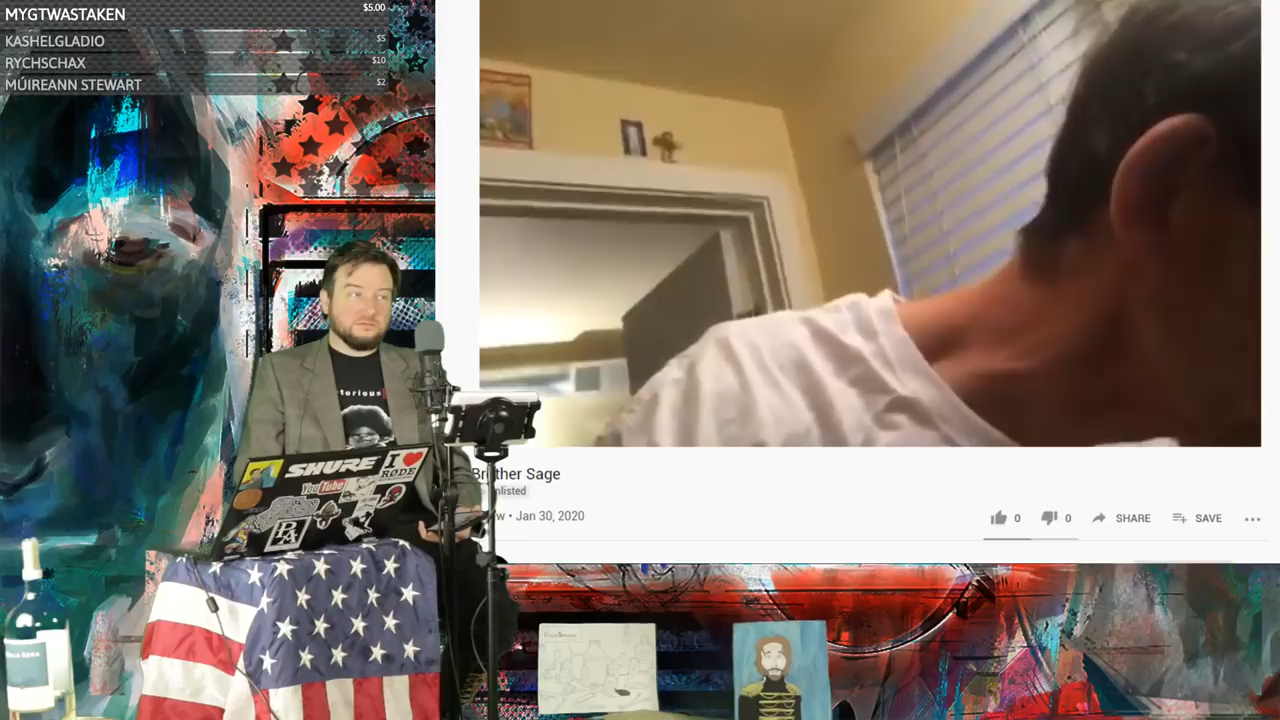 MYGTWASTAKEN $5.00
KASHELGLADIO $5
RYCHSCHAX $10
MÚIREANN STEWART $2
SHURE
I ❤ RØDE
YouTube
Brother Sage
Jan 30, 2020
0
0
SHARE
SAVE